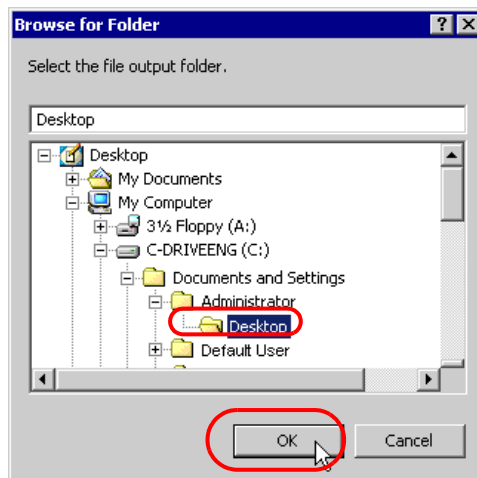 Browse for Folder
Select the file output folder.
Desktop
Desktop
My Documents
My Computer
3½ Floppy (A:)
C-DRIVEENG (C:)
Documents and Settings
Administrator
Desktop
Default User
OK Cancel